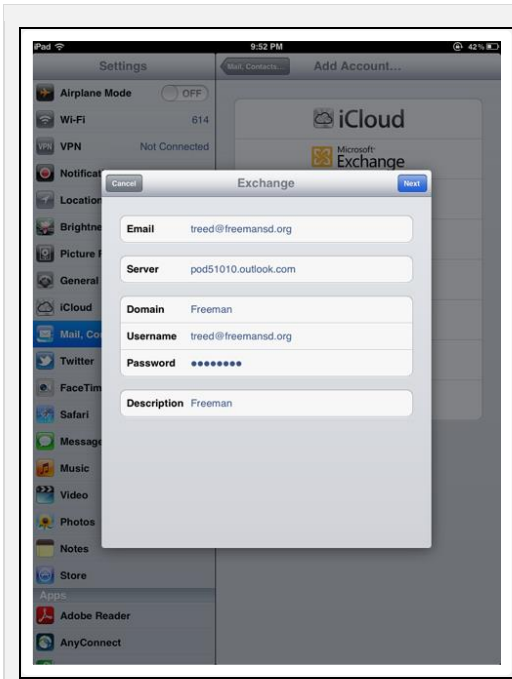 iPad 9:52 PM 42%
Settings
Mail, Contacts... Add Account...
Airplane Mode OFF
Wi-Fi 614
VPN VPN Not Connected
Notificat
Location
Brightne
Picture F
General
iCloud
Mail, Co
Twitter
FaceTim
Safari
Message
Music
Video
Photos
Notes
Store
Apps
Adobe Reader
AnyConnect
iCloud
Microsoft
Exchange
Cancel Exchange Next
Email treed@freemansd.org
Server pod51010.outlook.com
Domain Freeman
Username treed@freemansd.org
Password ••••••••
Description Freeman